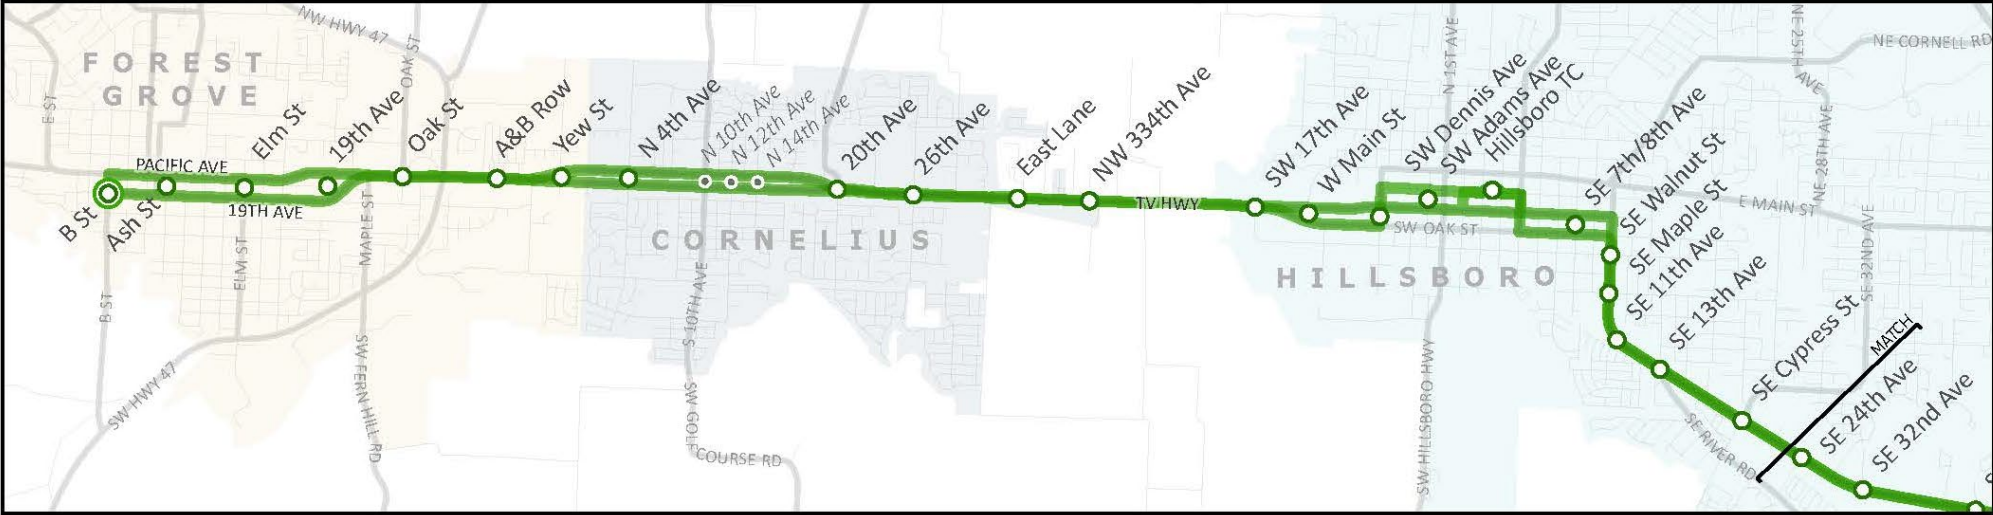 NW HWY 47
OAK ST
N 1ST AVE
NE 25TH AVE
NE CORNELL RD
FOREST
GROVE
E ST
Elm St
19th Ave
Oak St
A&B Row
Yew St
N 4th Ave
N 10th Ave
N 12th Ave
N 14th Ave
20th Ave
26th Ave
East Lane
NW 334th Ave
SW 17th Ave
W Main St
SW Dennis Ave
SW Adams Ave
Hillsboro TC
SE 7th/8th Ave
SE Walnut St
SE Maple St
SE 11th Ave
SE 13th Ave
SE Cypress St
NE 28TH AVE
PACIFIC AVE
B St
Ash St
19TH AVE
MAPLE ST
TV HWY
SW OAK ST
E MAIN ST
SE 32ND AVE
CORNELIUS
HILLSBORO
B ST
ELM ST
S 10TH AVE
SW HWY 47
SW FERN HILL RD
SW GOLF
COURSE RD
SW HILLSBORO HWY
SE RIVER RD
MATCH
SE 24th Ave
SE 32nd Ave